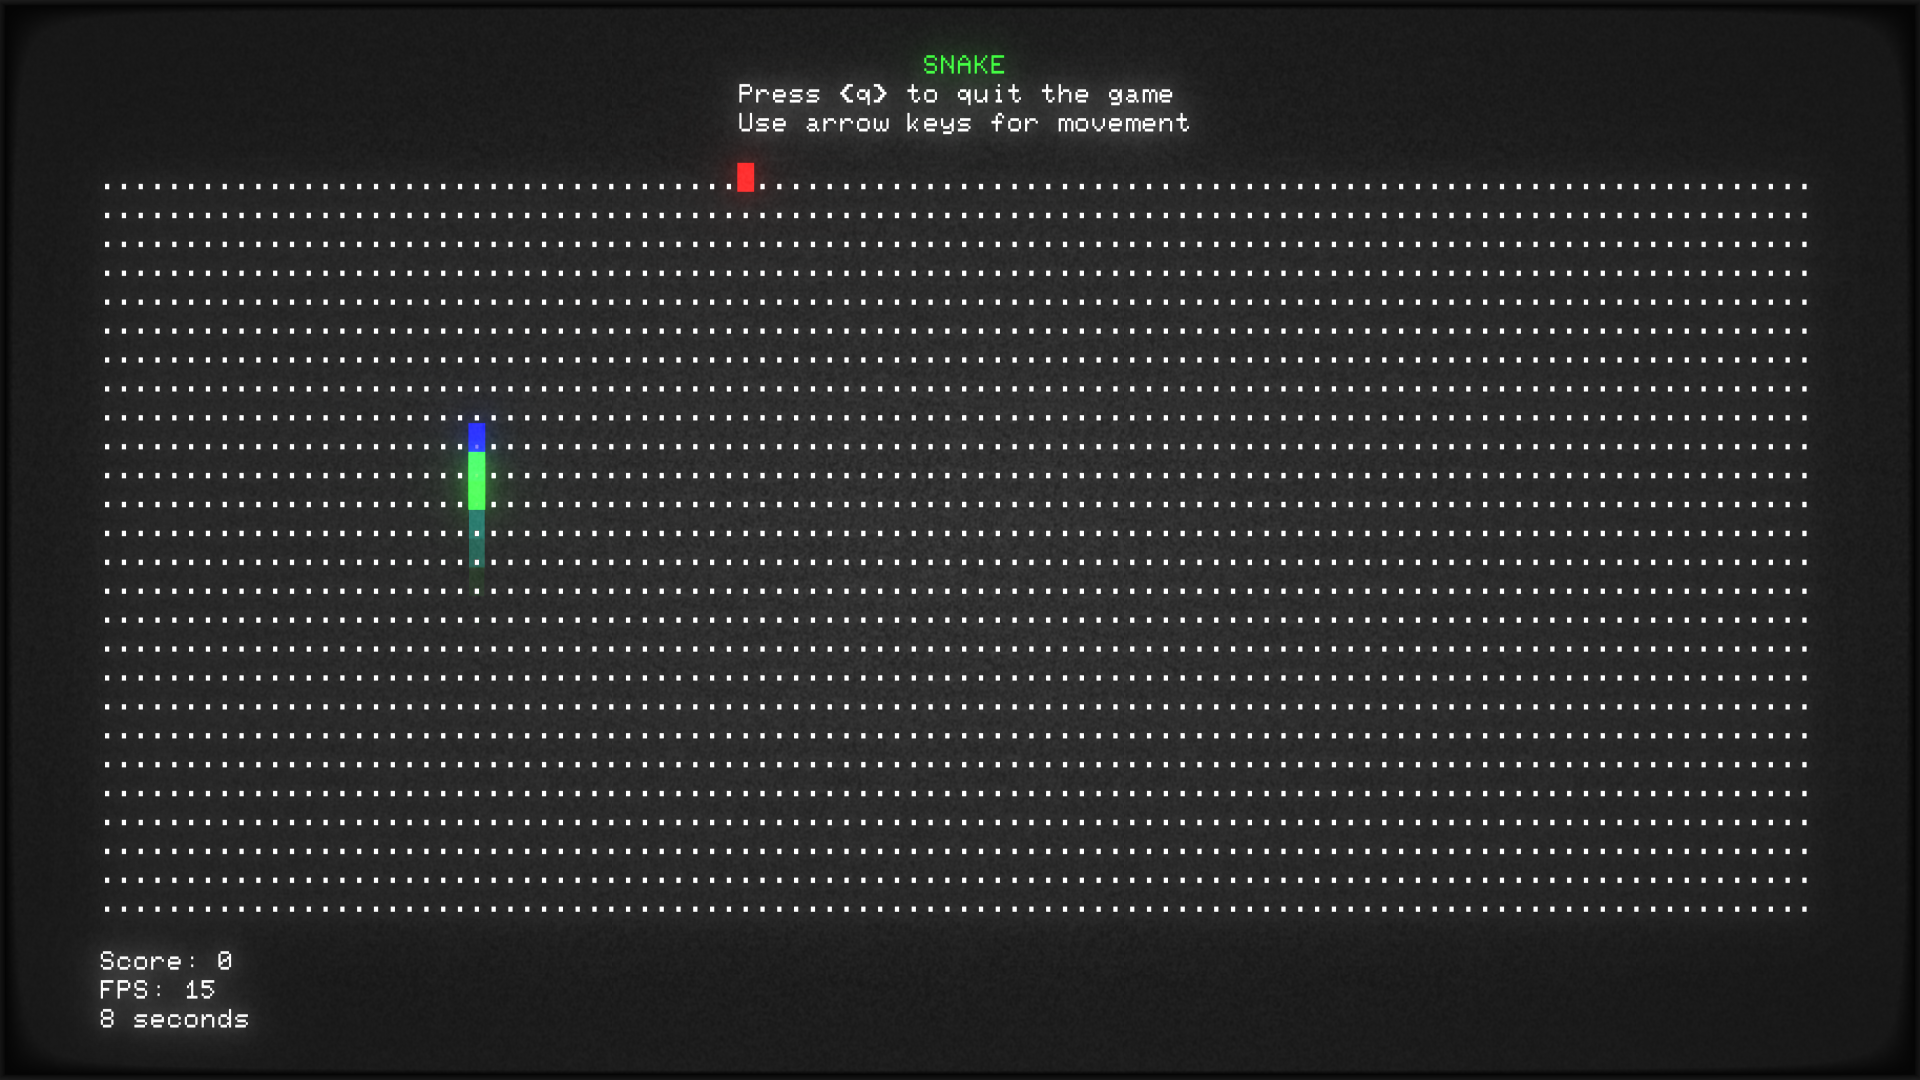 SNAKE
Press <q> to quit the game
Use arrow keys for movement
Score: 0
FPS: 15
8 seconds